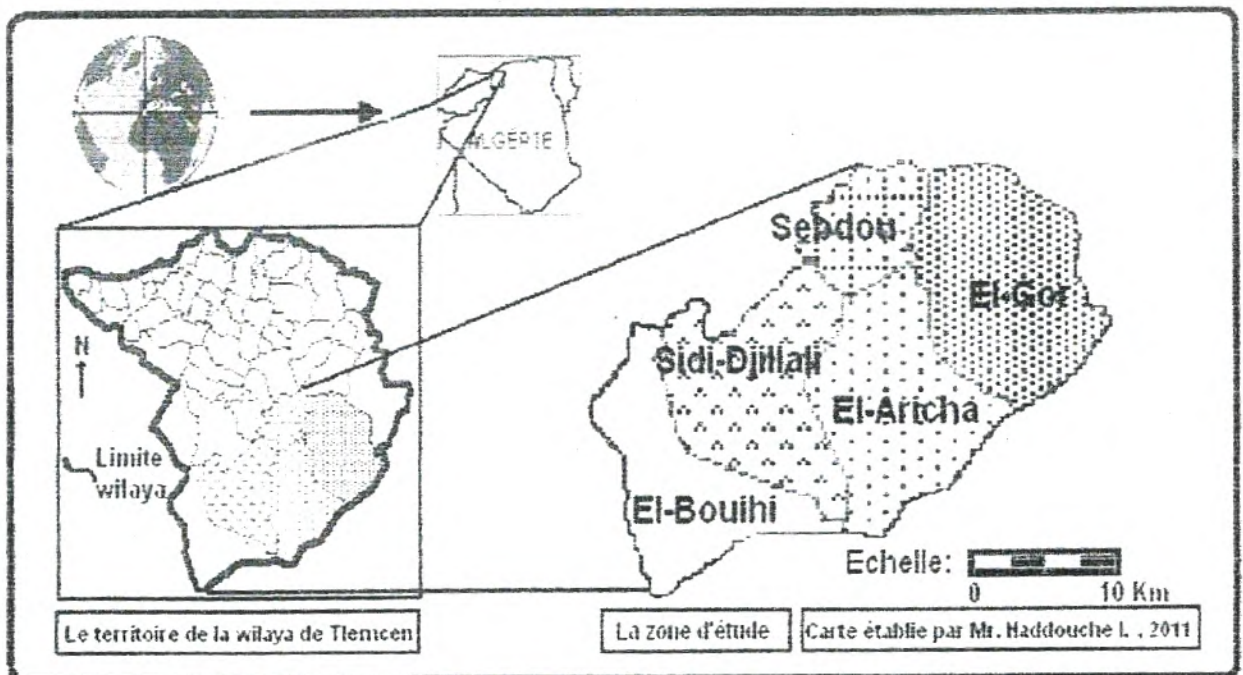 ALGÉRIE
Sebdou
El-Gor
N
Sidi-Djillali
El-Aricha
Limite
wilaya
El-Bouihi
Echelle:
0 10 Km
Le territoire de la wilaya de Tlemcen
La zone d'étude
Carte établie par Mr. Haddouche I. , 2011